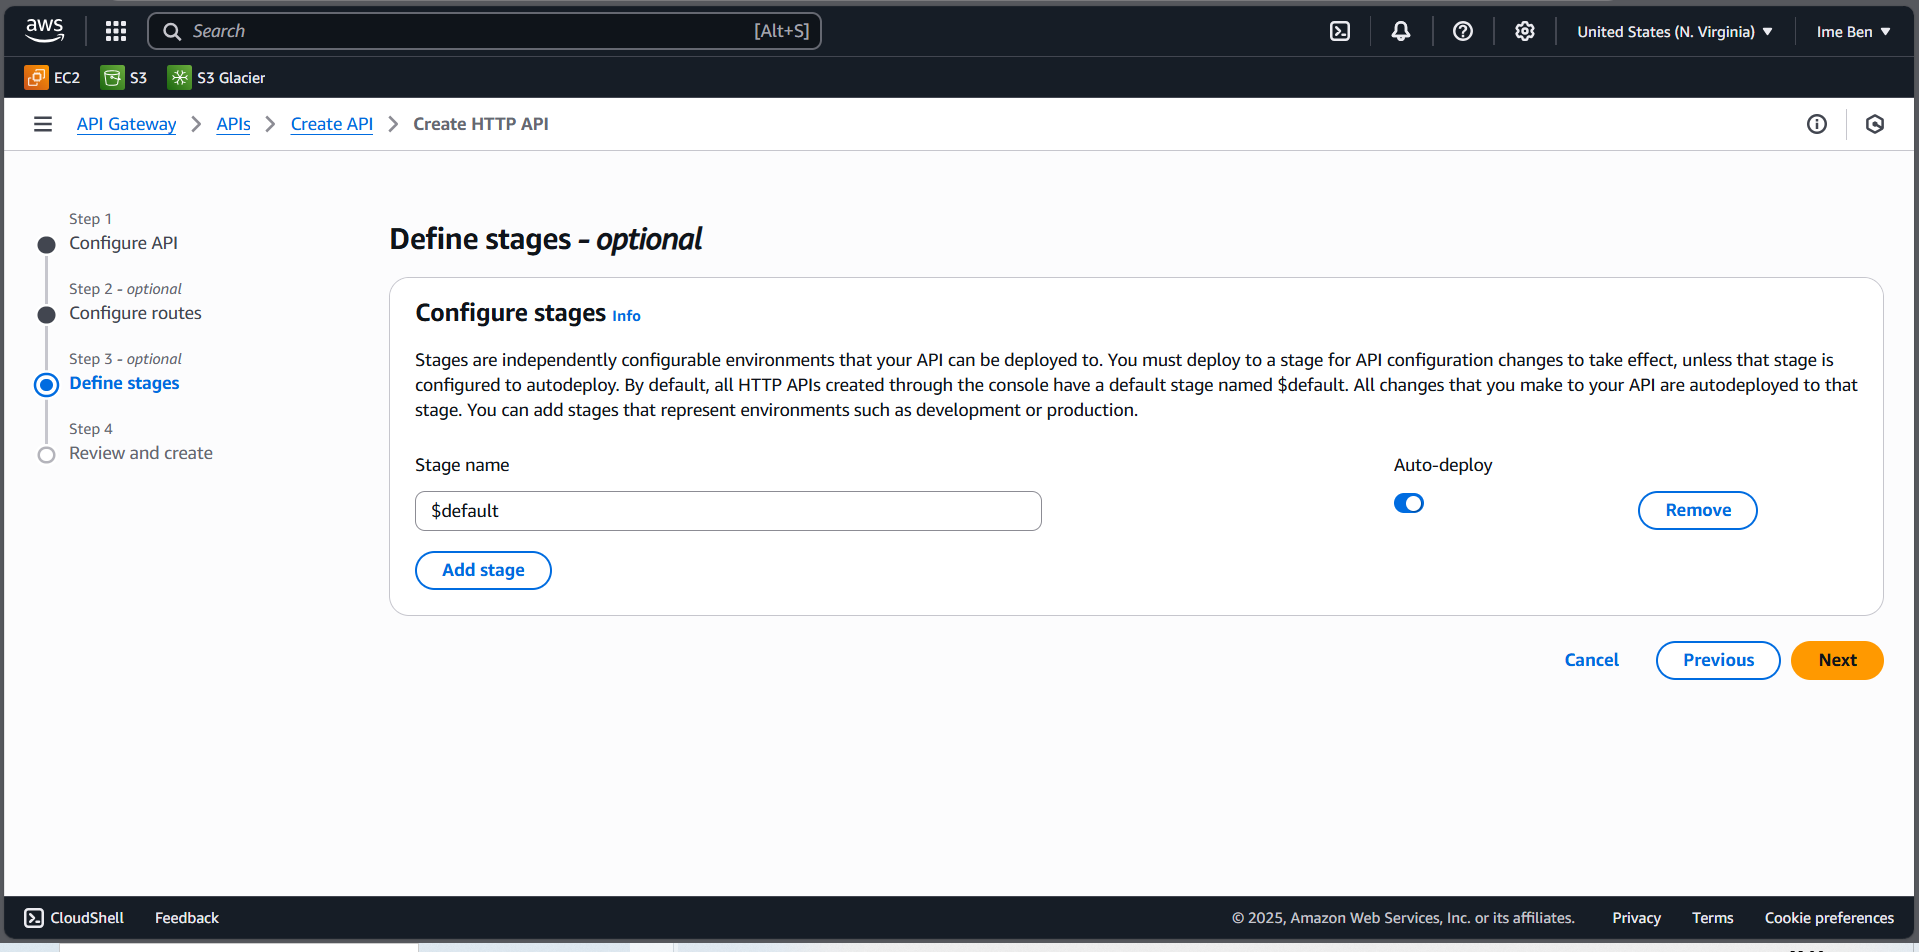 aws
Search [Alt+S]
United States (N. Virginia)
Ime Ben
EC2
S3
S3 Glacier
API Gateway
APIs
Create API
Create HTTP API
Step 1
Configure API
Step 2 - optional
Configure routes
Step 3 - optional
Define stages
Step 4
Review and create
Define stages - optional
Configure stages Info
Stages are independently configurable environments that your API can be deployed to. You must deploy to a stage for API configuration changes to take effect, unless that stage is
configured to autodeploy. By default, all HTTP APIs created through the console have a default stage named $default. All changes that you make to your API are autodeployed to that
stage. You can add stages that represent environments such as development or production.
Stage name
Auto-deploy
$default
Remove
Add stage
Cancel
Previous
Next
CloudShell
Feedback
© 2025, Amazon Web Services, Inc. or its affiliates.
Privacy
Terms
Cookie preferences